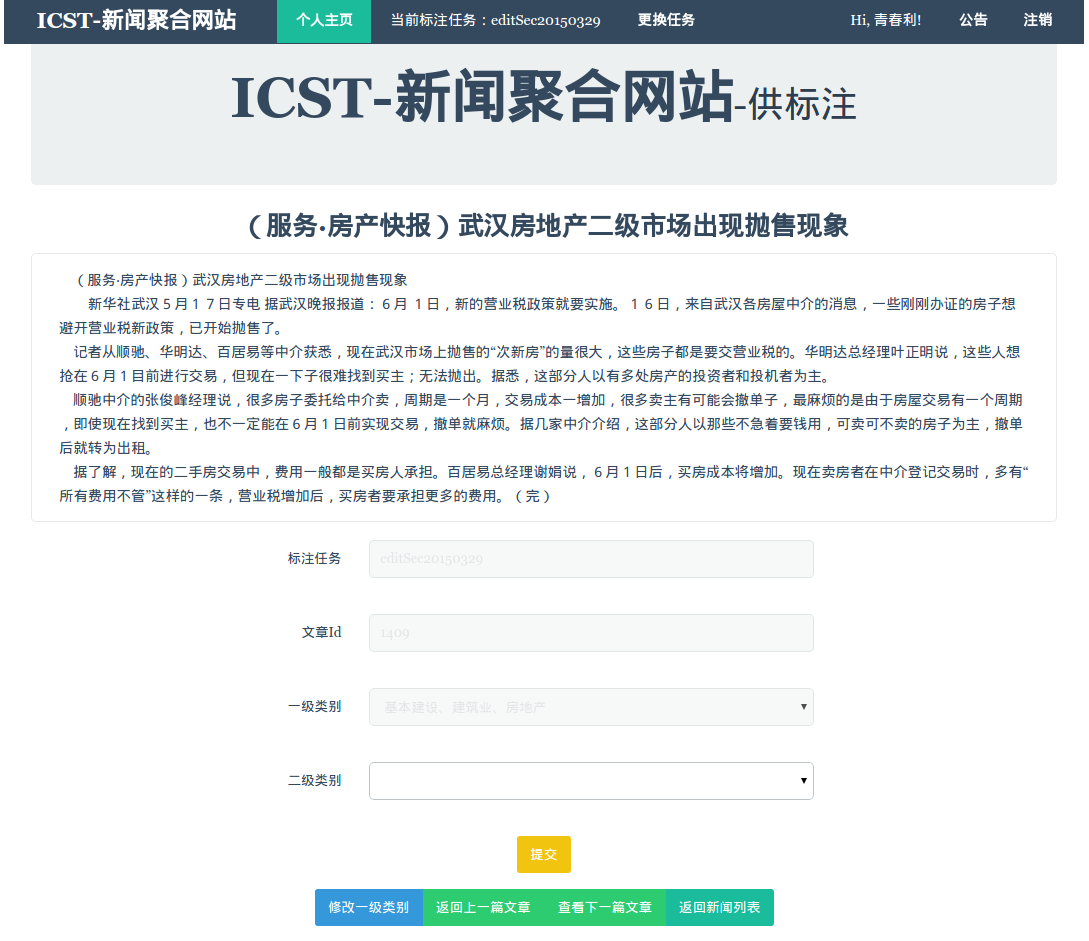 ICST-新闻聚合网站 个人主页 当前标注任务：editSec20150329 更换任务 Hi, 青春利! 公告 注销
ICST-新闻聚合网站-供标注
（服务·房产快报）武汉房地产二级市场出现抛售现象
（服务·房产快报）武汉房地产二级市场出现抛售现象
新华社武汉５月１７日专电 据武汉晚报报道：６月 １日，新的营业税政策就要实施。１６日，来自武汉各房屋中介的消息，一些刚刚办证的房子想
避开营业税新政策，已开始抛售了。
记者从顺驰、华明达、百居易等中介获悉，现在武汉市场上抛售的“次新房”的量很大，这些房子都是要交营业税的。华明达总经理叶正明说，这些人想
抢在６月１目前进行交易，但现在一下子很难找到买主；无法抛出。据悉，这部分人以有多处房产的投资者和投机者为主。
顺驰中介的张俊峰经理说，很多房子委托给中介卖，周期是一个月，交易成本一增加，很多卖主有可能会撤单子，最麻烦的是由于房屋交易有一个周期
，即使现在找到买主，也不一定能在６月１日前实现交易，撤单就麻烦。据几家中介介绍，这部分人以那些不急着要钱用，可卖可不卖的房子为主，撤单
后就转为出租。
据了解，现在的二手房交易中，费用一般都是买房人承担。百居易总经理谢娟说，６月１日后，买房成本将增加。现在卖房者在中介登记交易时，多有“
所有费用不管”这样的一条，营业税增加后，买房者要承担更多的费用。（完）
标注任务 editSec20150329
文章Id 1409
一级类别 基本建设、建筑业、房地产
二级类别
提交
修改一级类别 返回上一篇文章 查看下一篇文章 返回新闻列表